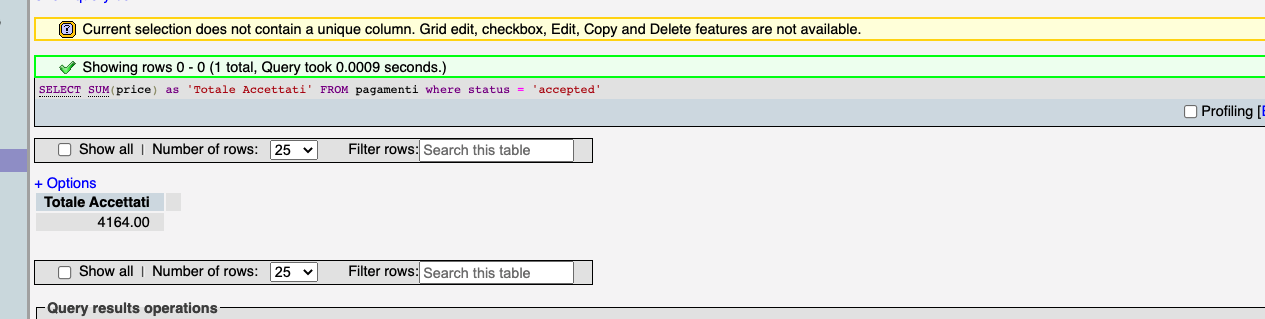 Current selection does not contain a unique column. Grid edit, checkbox, Edit, Copy and Delete features are not available.
Showing rows 0 - 0 (1 total, Query took 0.0009 seconds.)
SELECT SUM(price) as 'Totale Accettati' FROM pagamenti where status = 'accepted'
Profiling [
Show all | Number of rows: 25 Filter rows: Search this table
+ Options
Totale Accettati
4164.00
Show all | Number of rows: 25 Filter rows: Search this table
Query results operations